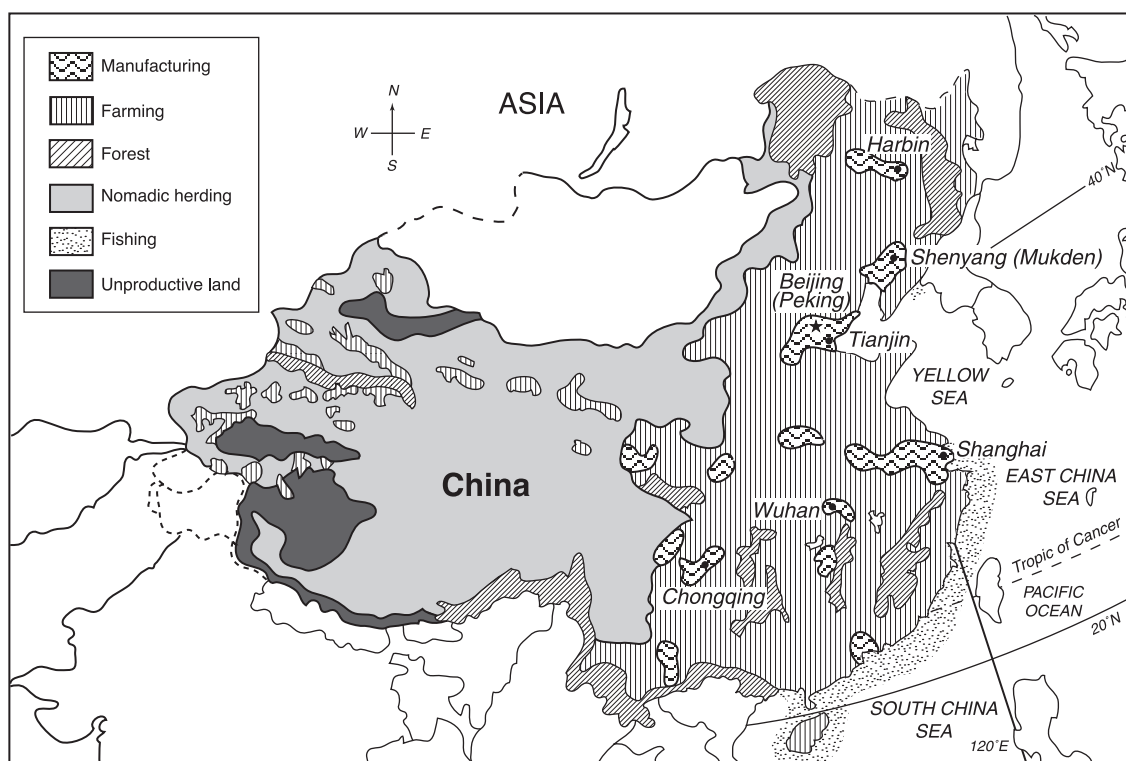 Manufacturing
Farming
Forest
Nomadic herding
Fishing
Unproductive land
N
W E
S
ASIA
Harbin
40°N
Shenyang (Mukden)
Beijing
(Peking)
Tianjin
YELLOW
SEA
China
Shanghai
EAST CHINA
SEA
Wuhan
Tropic of Cancer
Chongqing
PACIFIC
OCEAN
20°N
SOUTH CHINA
SEA
120°E